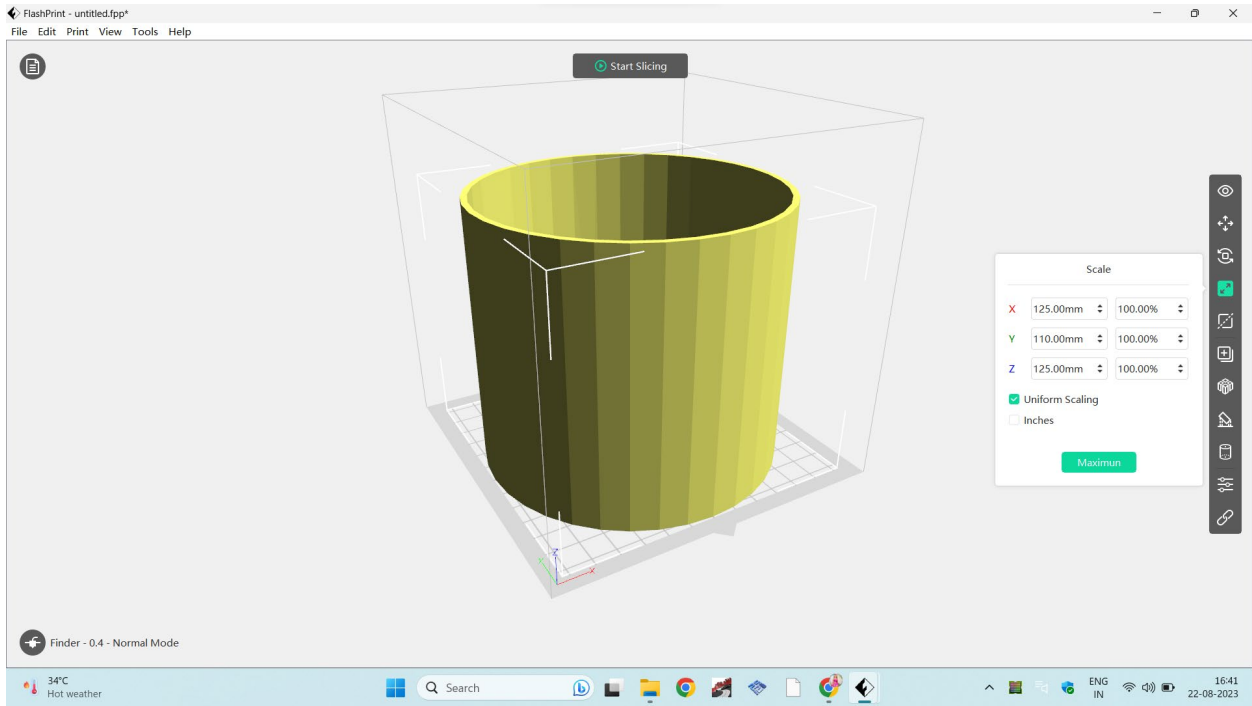 FlashPrint - untitled.fpp*
File Edit Print View Tools Help
Start Slicing
Scale
X 125.00mm 100.00%
Y 110.00mm 100.00%
Z 125.00mm 100.00%
Uniform Scaling
Inches
Maximun
Z
Y
X
Finder - 0.4 - Normal Mode
34°C
Hot weather
Search
ENG
IN
16:41
22-08-2023